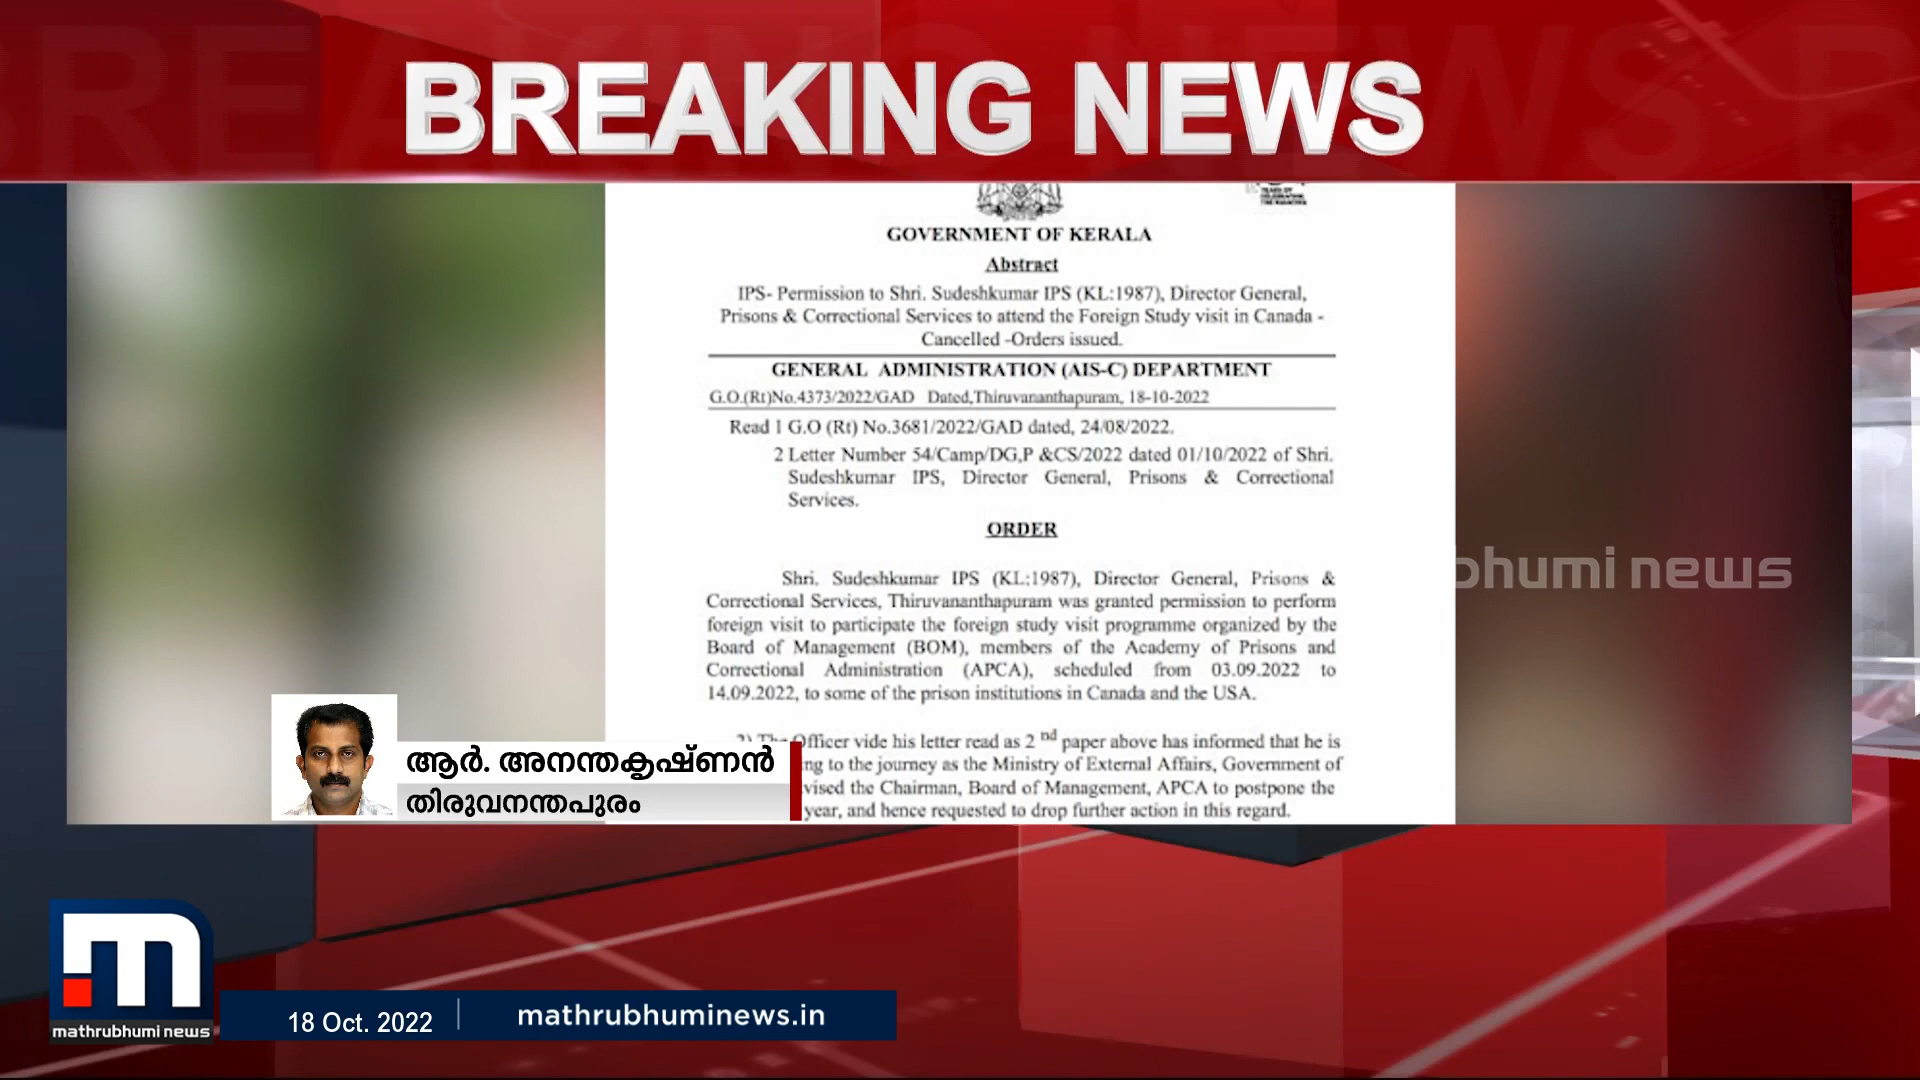 BREAKING NEWS
GOVERNMENT OF KERALA
Abstract
IPS- Permission to Shri. Sudeshkumar IPS (KL:1987), Director General,
Prisons & Correctional Services to attend the Foreign Study visit in Canada -
Cancelled -Orders issued.
GENERAL ADMINISTRATION (AIS-C) DEPARTMENT
G.O.(Rt)No.4373/2022/GAD Dated,Thiruvananthapuram, 18-10-2022
Read 1 G.O (Rt) No.3681/2022/GAD dated, 24/08/2022.
2 Letter Number 54/Camp/DG,P &CS/2022 dated 01/10/2022 of Shri.
Sudeshkumar IPS, Director General, Prisons & Correctional
Services.
ORDER
Shri. Sudeshkumar IPS (KL:1987), Director General, Prisons &
Correctional Services, Thiruvananthapuram was granted permission to perform
foreign visit to participate the foreign study visit programme organized by the
Board of Management (BOM), members of the Academy of Prisons and
Correctional Administration (APCA), scheduled from 03.09.2022 to
14.09.2022, to some of the prison institutions in Canada and the USA.
Officer vide his letter read as 2 nd paper above has informed that he is
ng to the journey as the Ministry of External Affairs, Government of
vised the Chairman, Board of Management, APCA to postpone the
year, and hence requested to drop further action in this regard.
bhumi news
ആർ. അനന്തകൃഷ്ണൻ
തിരുവനന്തപുരം
mathrubhumi news
18 Oct. 2022
mathrubhuminews.in